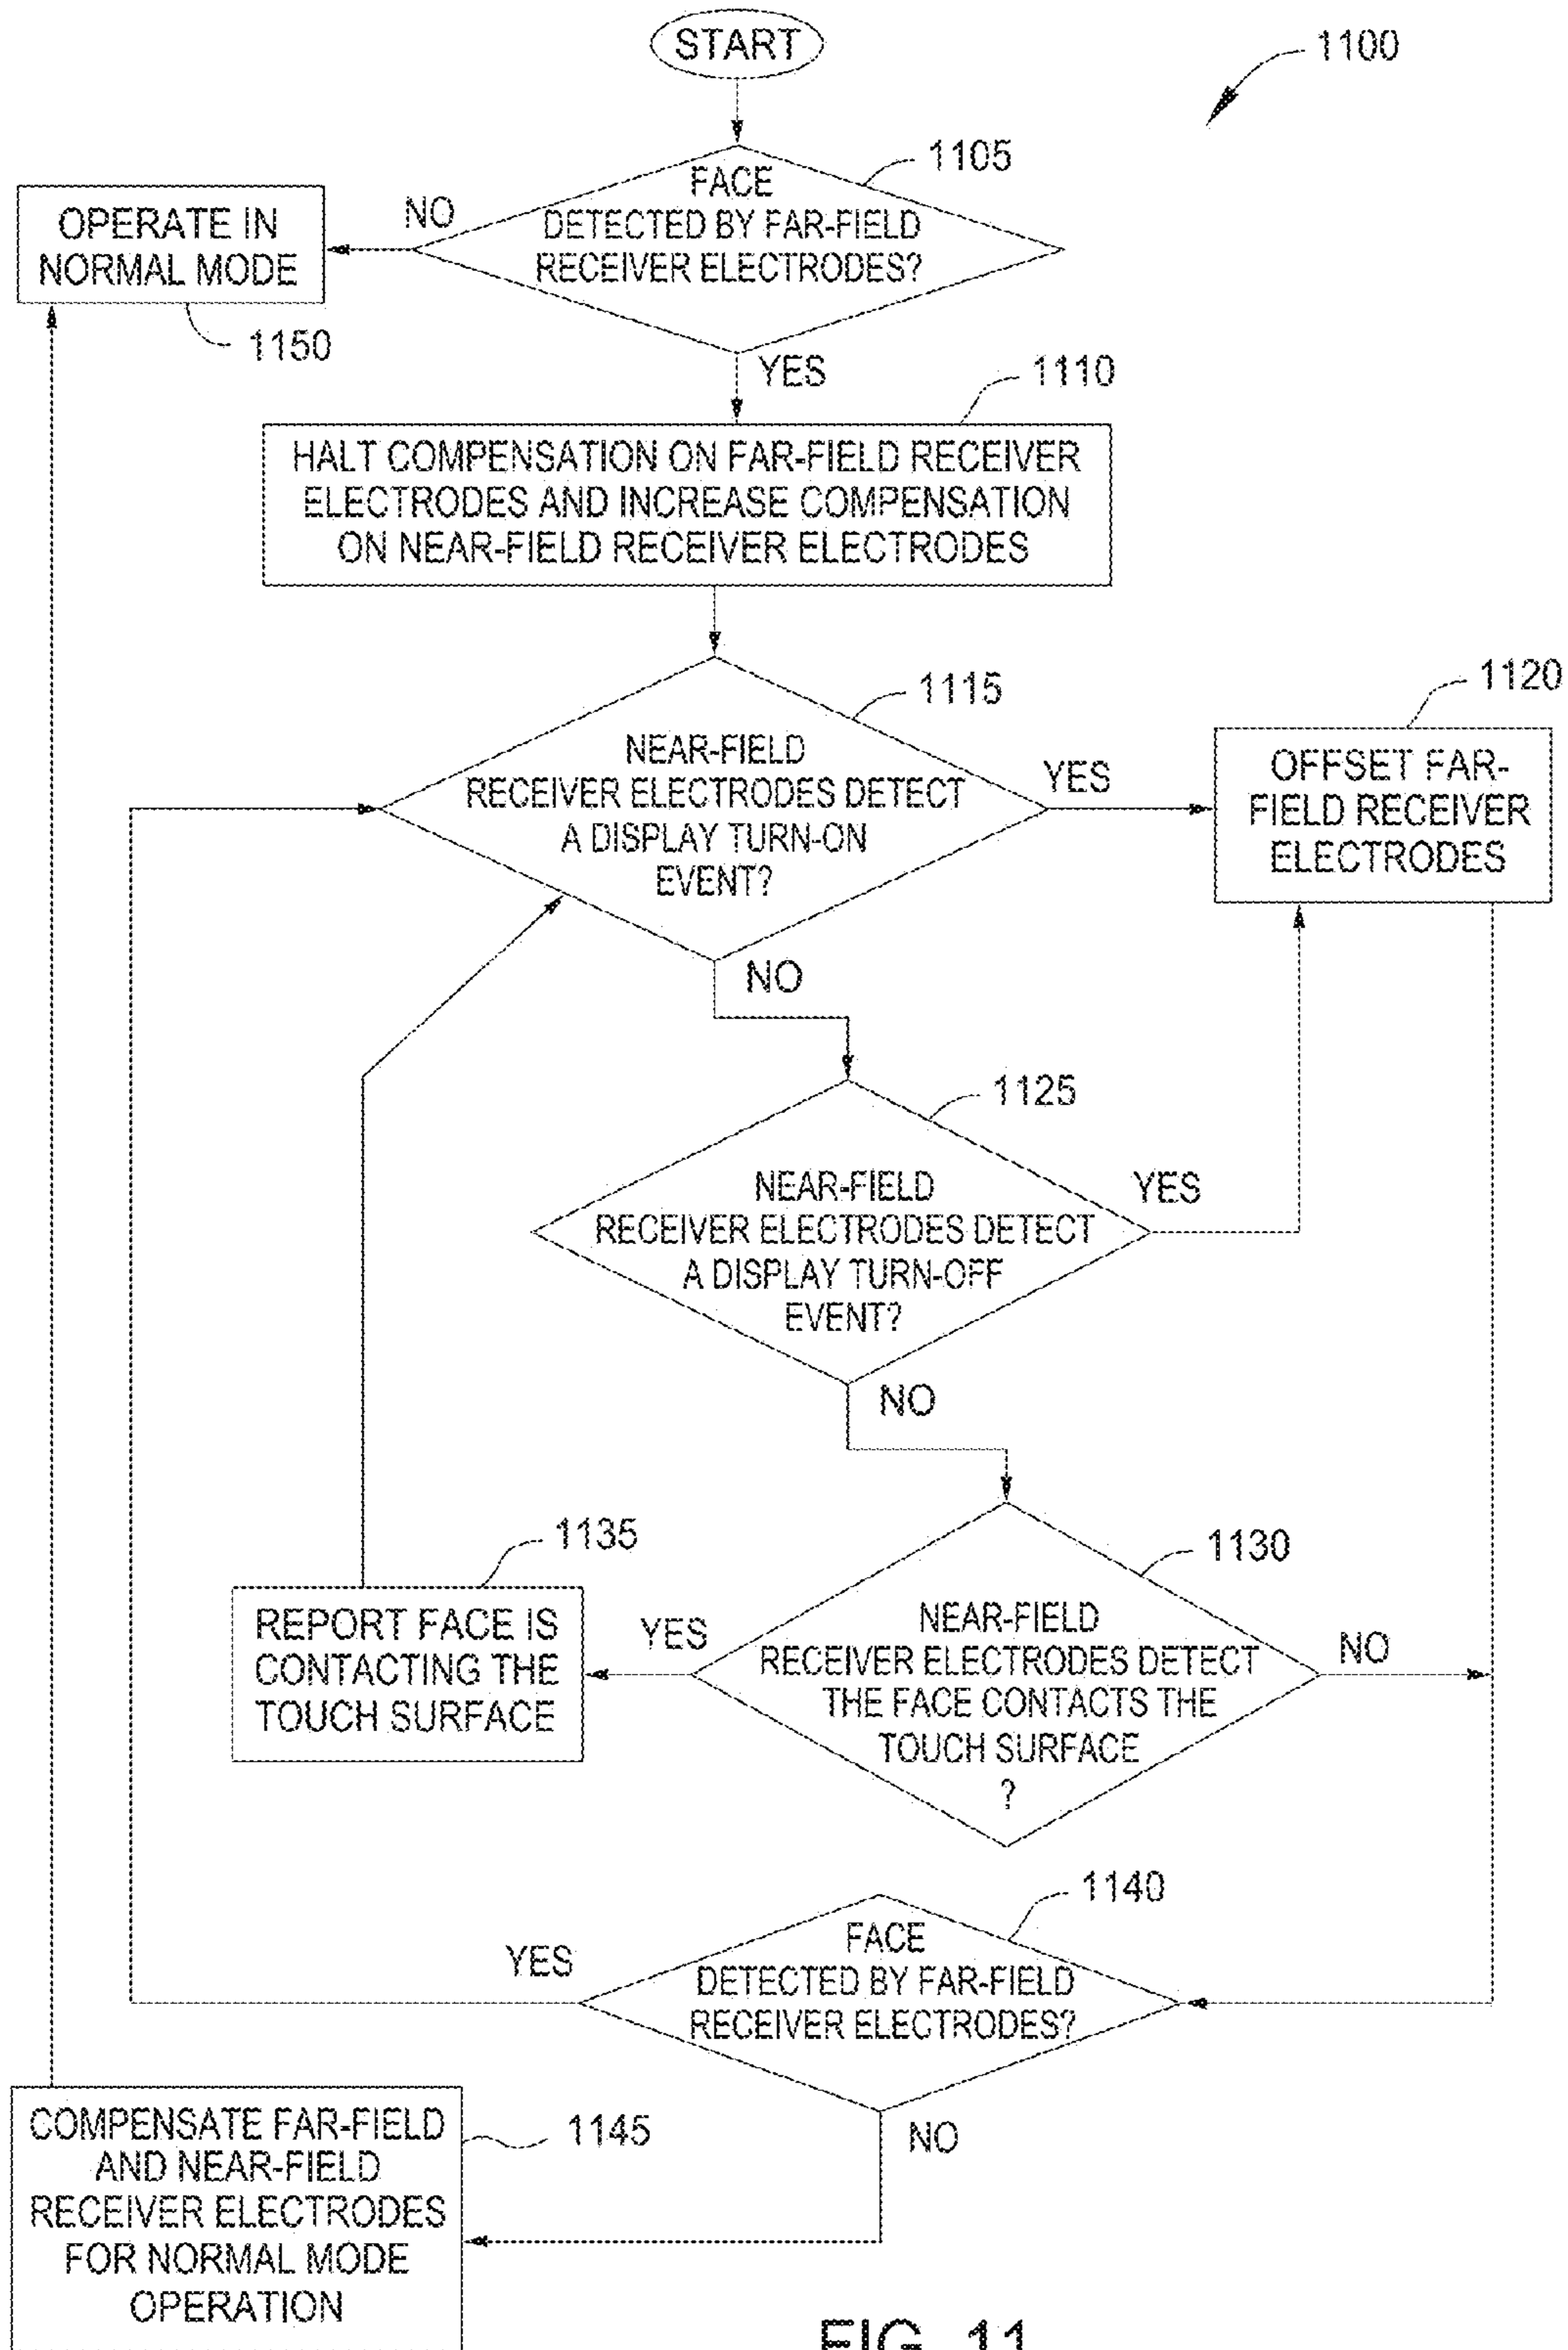 START
1100
1105
FACE
DETECTED BY FAR-FIELD
RECEIVER ELECTRODES?
NO
OPERATE IN
NORMAL MODE
1150
YES
1110
HALT COMPENSATION ON FAR-FIELD RECEIVER
ELECTRODES AND INCREASE COMPENSATION
ON NEAR-FIELD RECEIVER ELECTRODES
1115
NEAR-FIELD
RECEIVER ELECTRODES DETECT
A DISPLAY TURN-ON
EVENT?
YES
1120
OFFSET FAR-
FIELD RECEIVER
ELECTRODES
NO
1125
NEAR-FIELD
RECEIVER ELECTRODES DETECT
A DISPLAY TURN-OFF
EVENT?
YES
NO
1130
NEAR-FIELD
RECEIVER ELECTRODES DETECT
THE FACE CONTACTS THE
TOUCH SURFACE
?
YES
NO
1135
REPORT FACE IS
CONTACTING THE
TOUCH SURFACE
1140
FACE
DETECTED BY FAR-FIELD
RECEIVER ELECTRODES?
YES
NO
1145
COMPENSATE FAR-FIELD
AND NEAR-FIELD
RECEIVER ELECTRODES
FOR NORMAL MODE
OPERATION
FIG. 11